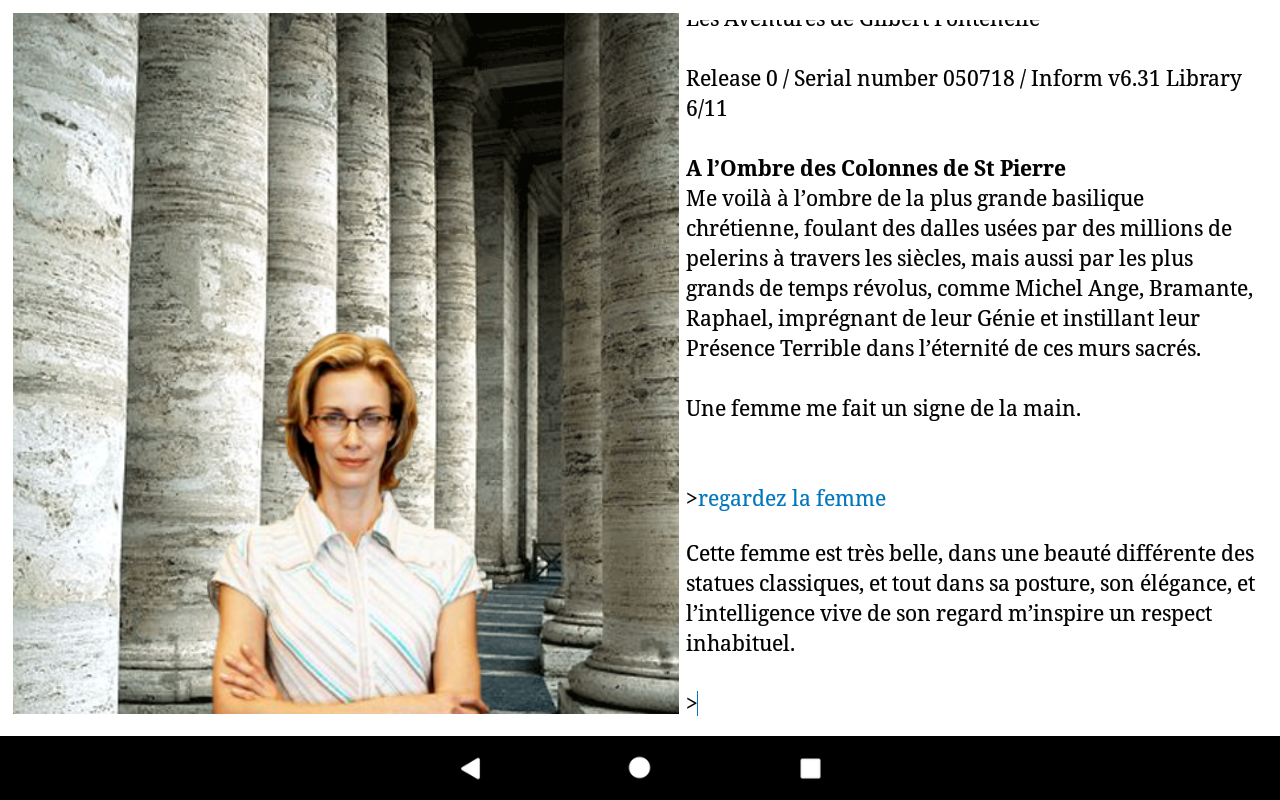 Les Aventures de Gilbert Fontenelle
Release 0 / Serial number 050718 / Inform v6.31 Library
6/11
A l’Ombre des Colonnes de St Pierre
Me voilà à l’ombre de la plus grande basilique
chrétienne, foulant des dalles usées par des millions de
pelerins à travers les siècles, mais aussi par les plus
grands de temps révolus, comme Michel Ange, Bramante,
Raphael, imprégnant de leur Génie et instillant leur
Présence Terrible dans l’éternité de ces murs sacrés.
Une femme me fait un signe de la main.
>regardez la femme
Cette femme est très belle, dans une beauté différente des
statues classiques, et tout dans sa posture, son élégance, et
l’intelligence vive de son regard m’inspire un respect
inhabituel.
>